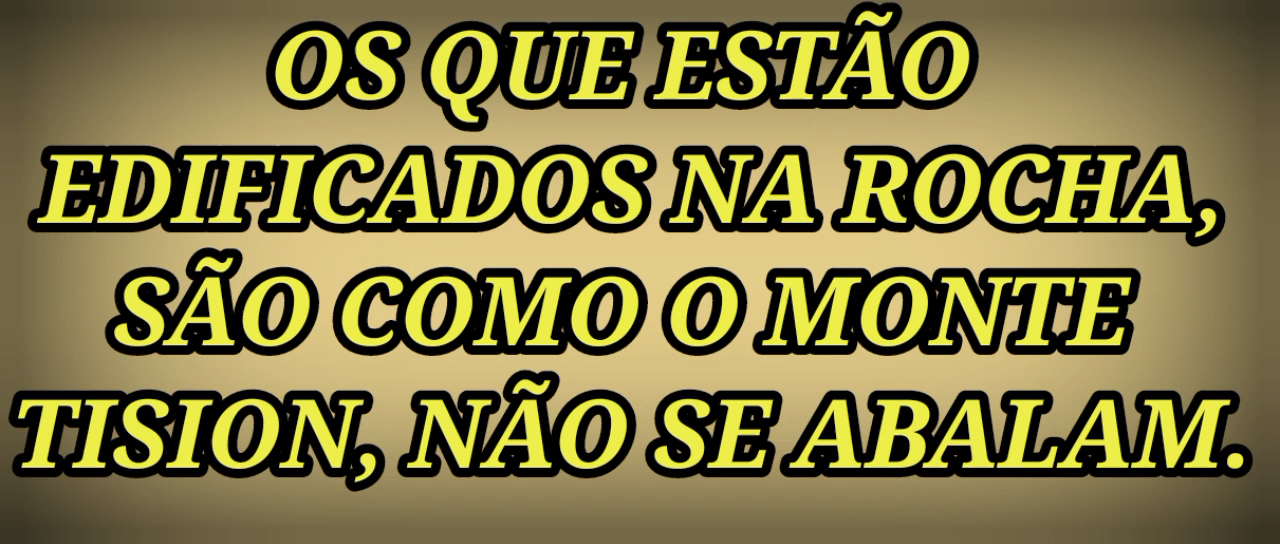 OS QUE ESTÃO
EDIFICADOS NA ROCHA,
SÃO COMO O MONTE
TISION, NÃO SE ABALAM.